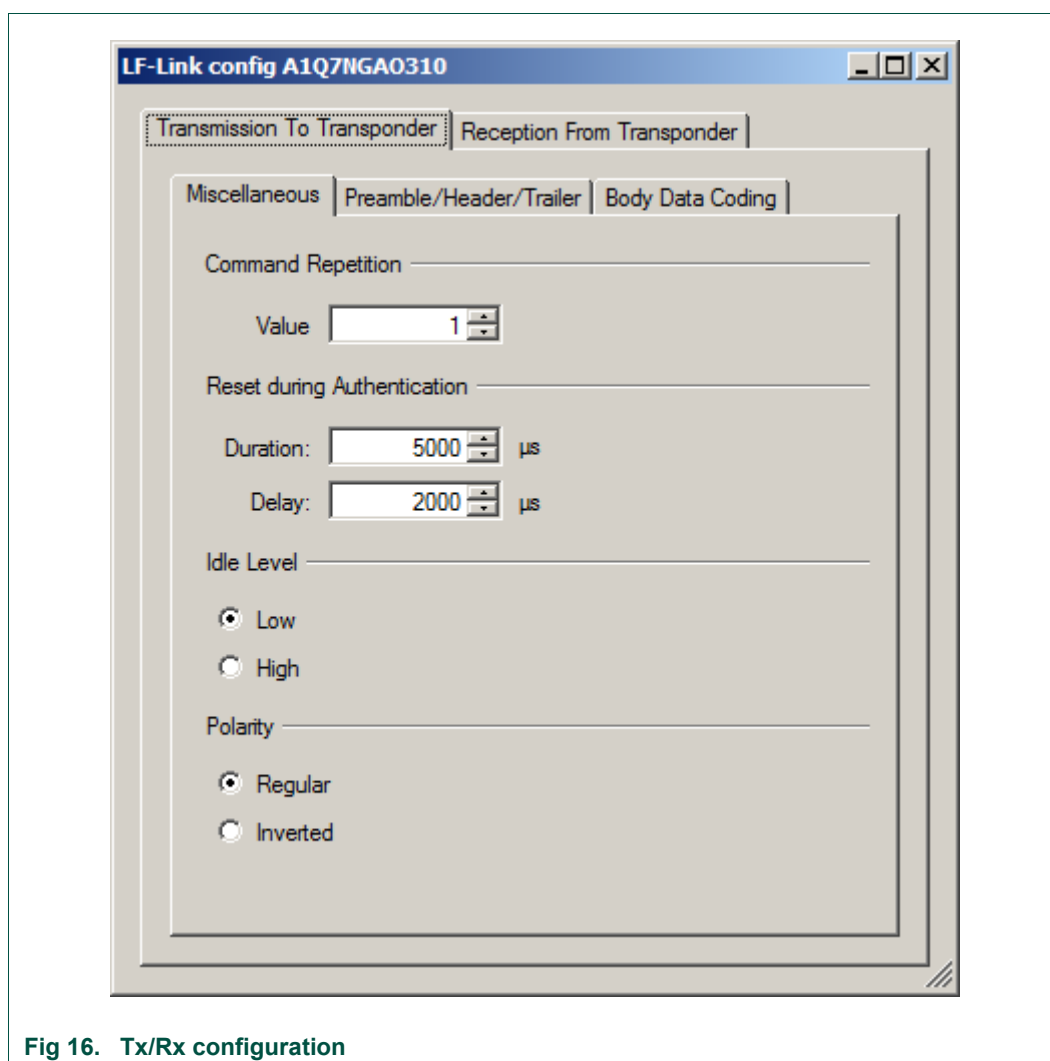 LF-Link config A1Q7NGAO310
Transmission To Transponder Reception From Transponder
Miscellaneous Preamble/Header/Trailer Body Data Coding
Command Repetition
Value 1
Reset during Authentication
Duration: 5000 µs
Delay: 2000 µs
Idle Level
Low
High
Polarity
Regular
Inverted
Fig 16. Tx/Rx configuration